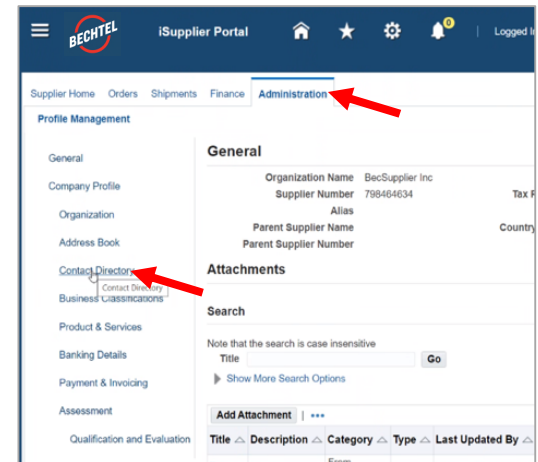 BECHTEL iSupplier Portal 0 Logged I
Supplier Home Orders Shipments Finance Administration
Profile Management
General
Company Profile
Organization
Address Book
Contact Directory
Contact Directory
Business Classifications
Product & Services
Banking Details
Payment & Invoicing
Assessment
Qualification and Evaluation
General
Organization Name BecSupplier Inc
Supplier Number 798464634 Tax
Alias
Parent Supplier Name Country
Parent Supplier Number
Attachments
Search
Note that the search is case insensitive
Title Go
Show More Search Options
Add Attachment | •••
Title Description Category Type Last Updated By
From